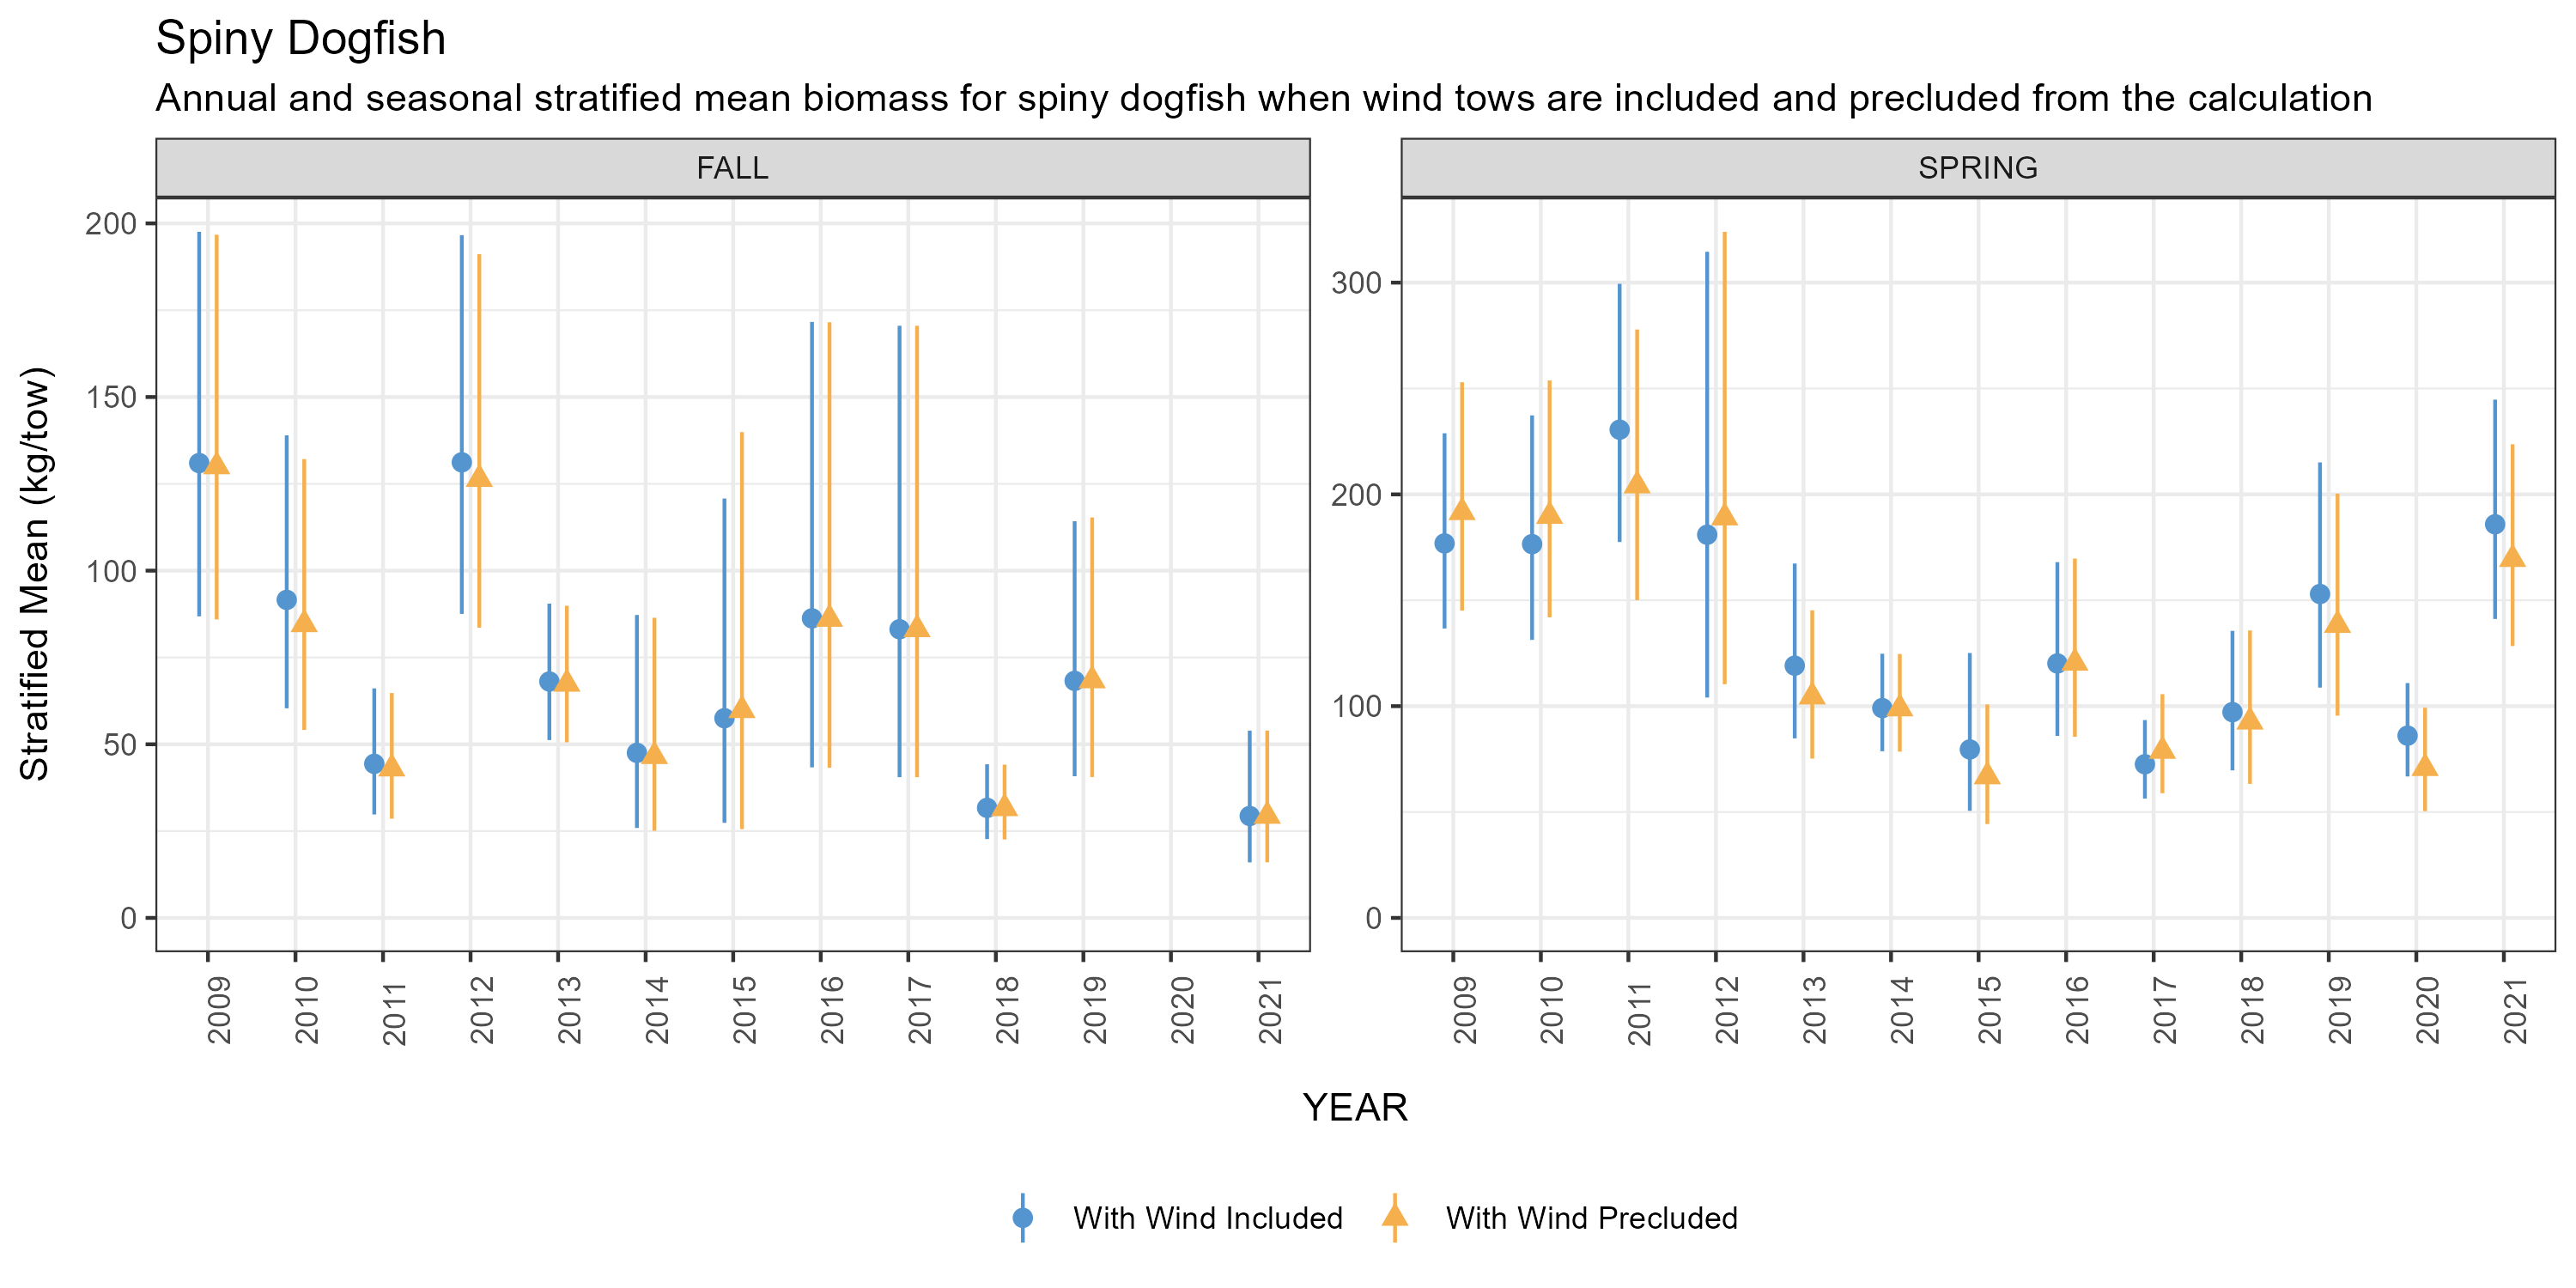 Spiny Dogfish
Annual and seasonal stratified mean biomass for spiny dogfish when wind tows are included and precluded from the calculation
FALL
SPRING
Stratified Mean (kg/tow)
200
150
100
50
0
300
200
100
0
2009 2010 2011 2012 2013 2014 2015 2016 2017 2018 2019 2020 2021
2009 2010 2011 2012 2013 2014 2015 2016 2017 2018 2019 2020 2021
YEAR
With Wind Included
With Wind Precluded